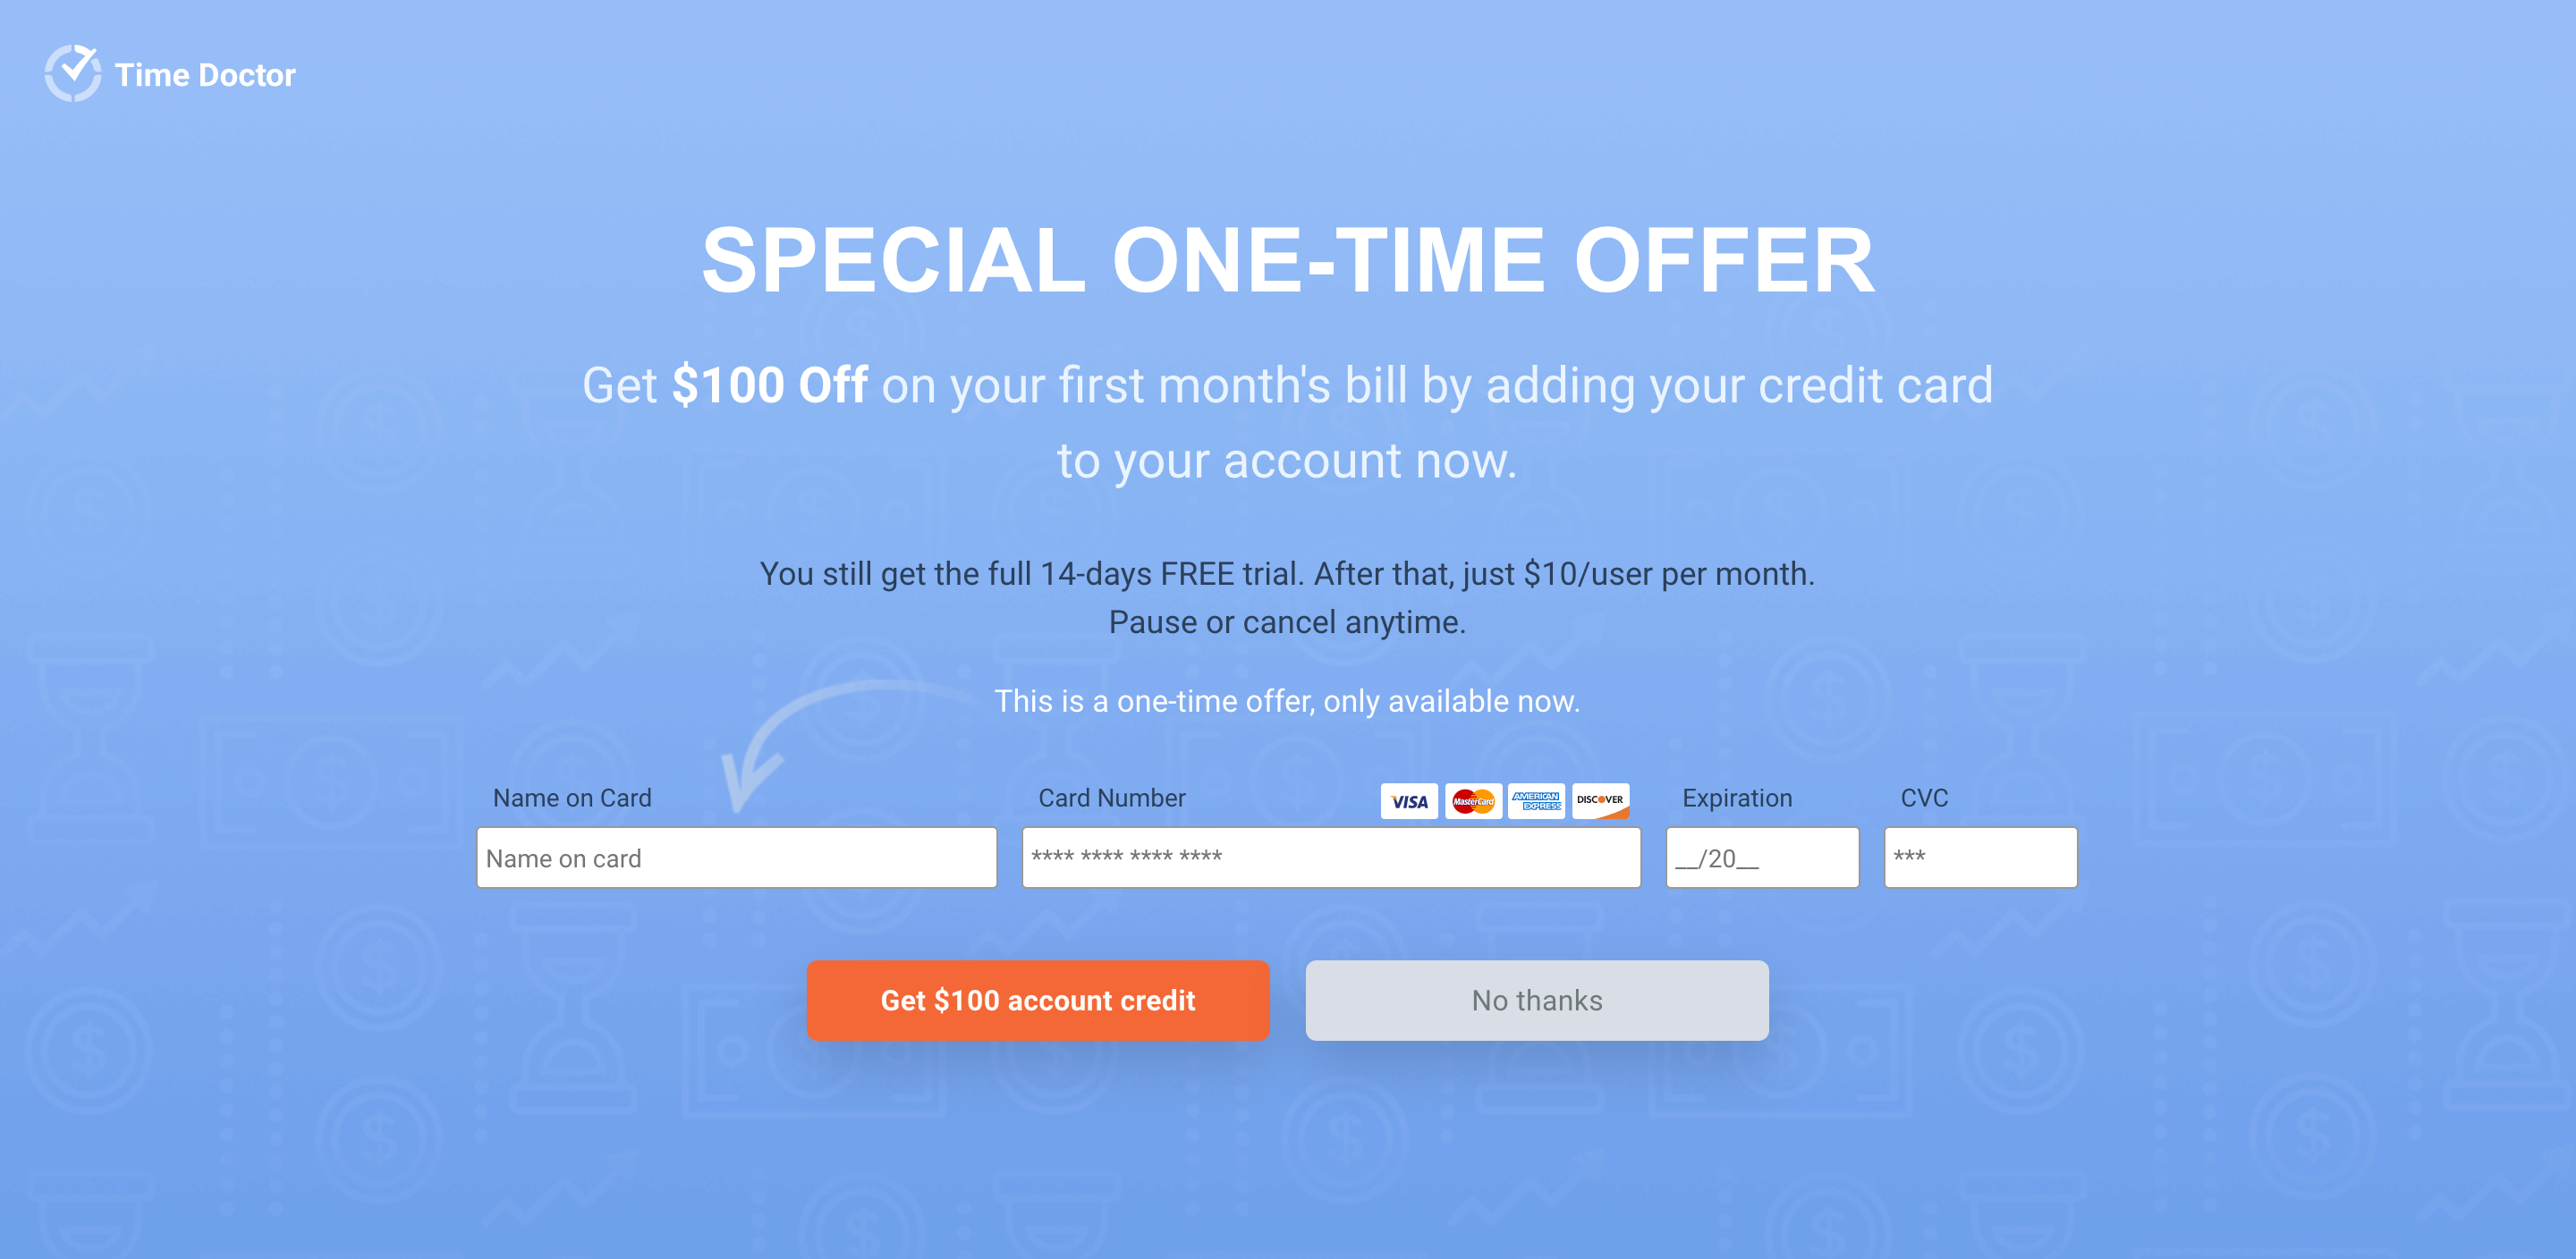 Time Doctor
SPECIAL ONE-TIME OFFER
Get $100 Off on your first month's bill by adding your credit card
to your account now.
You still get the full 14-days FREE trial. After that, just $10/user per month.
Pause or cancel anytime.
This is a one-time offer, only available now.
Name on Card
Card Number VISA MasterCard AMERICAN EXPRESS DISCOVER
Expiration
CVC
Name on card
**** **** **** ****
__/20__
***
Get $100 account credit
No thanks